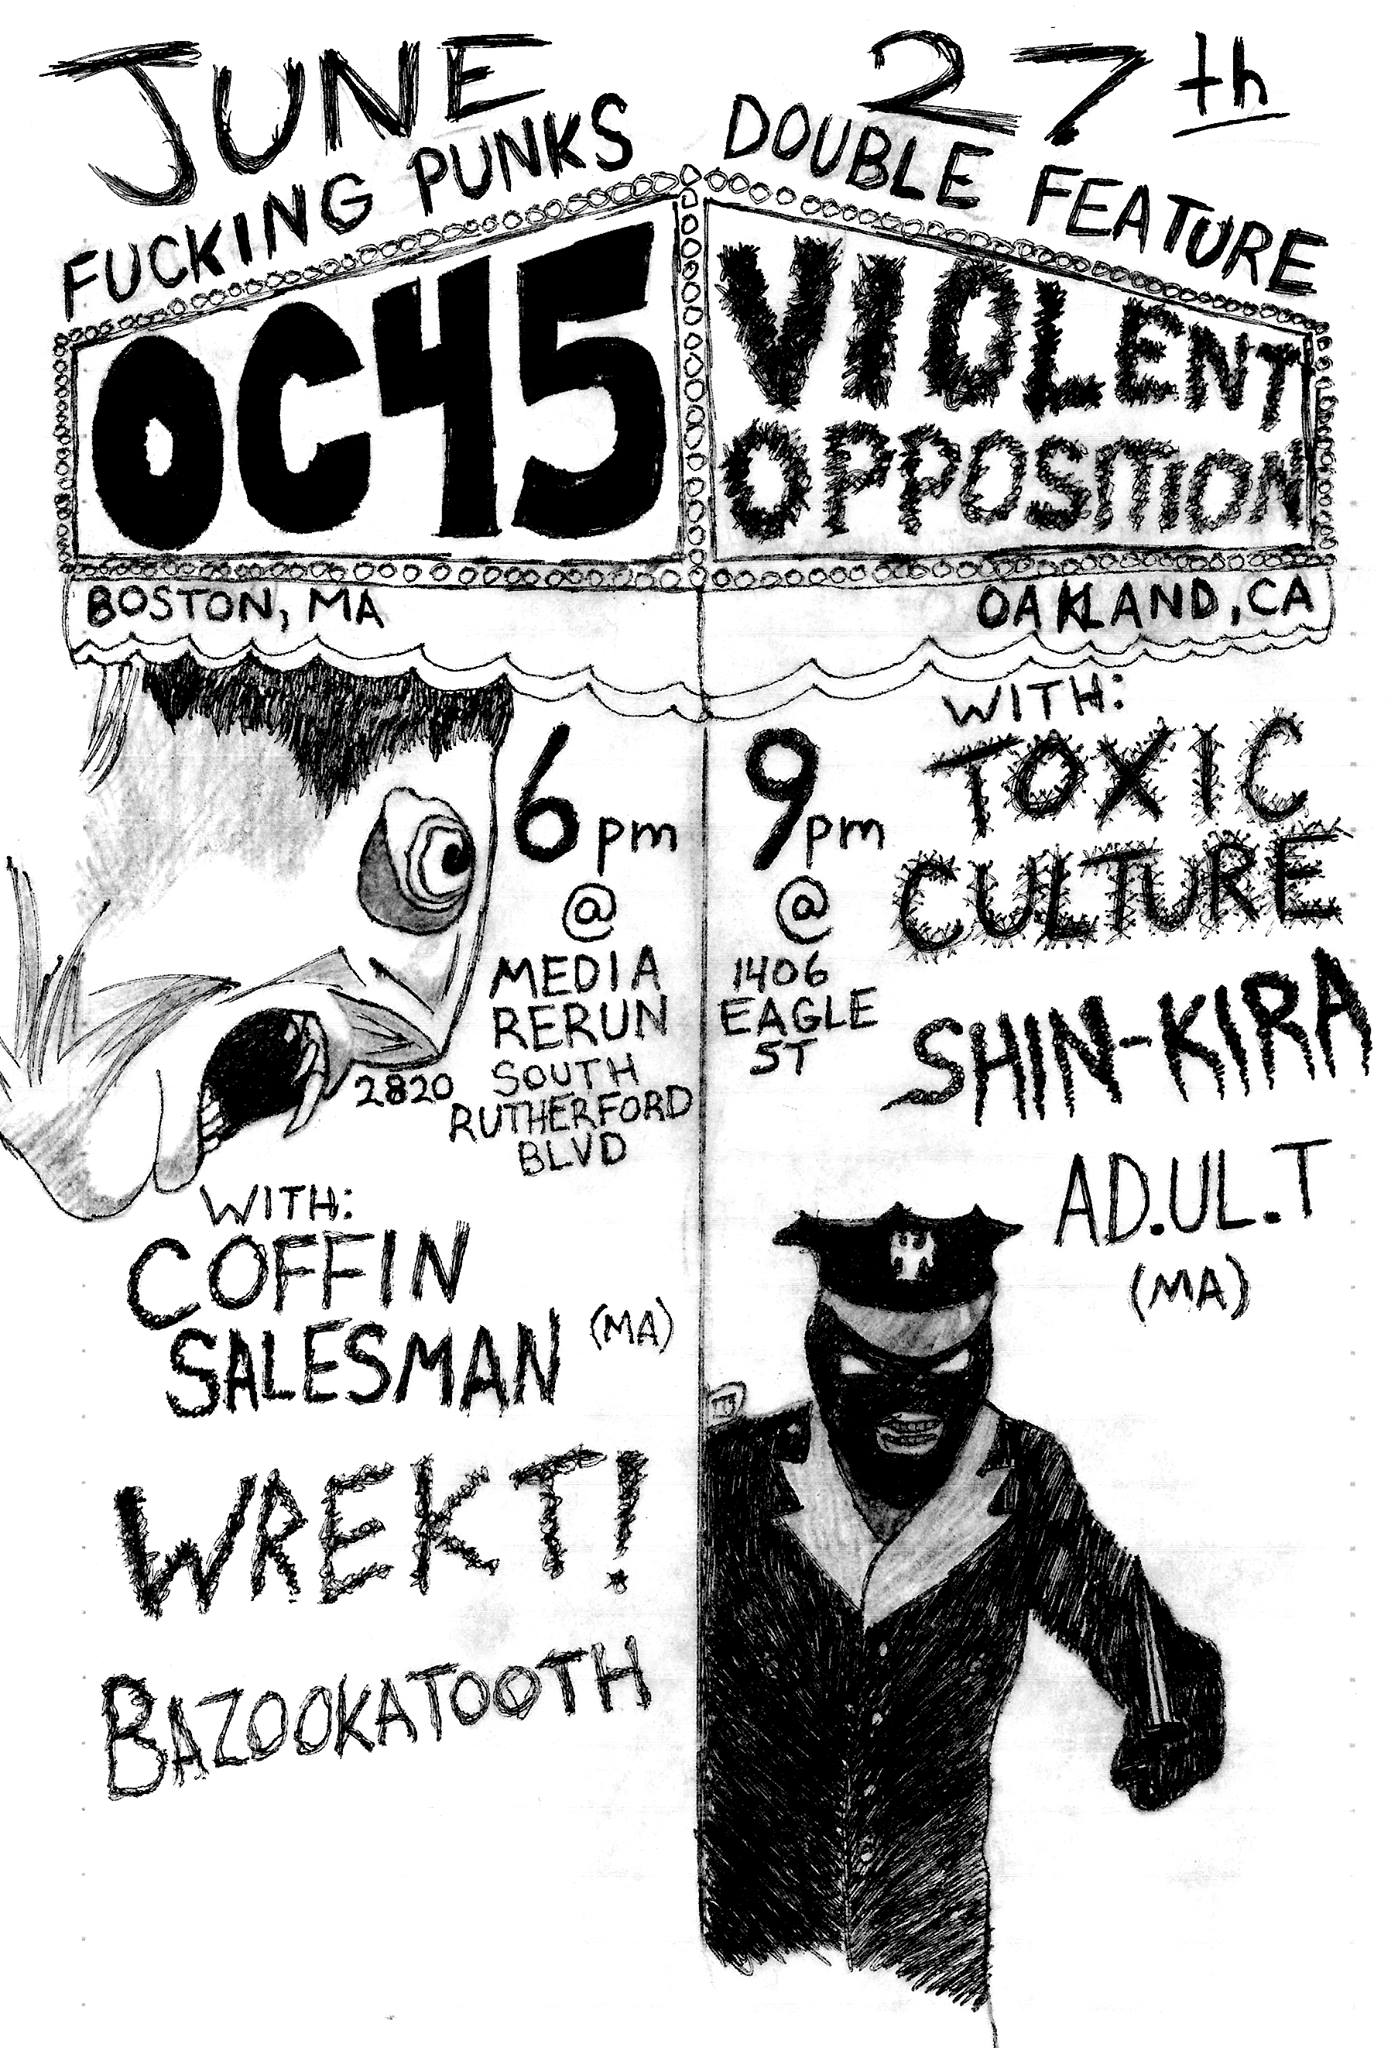 JUNE 27th
FUCKING PUNKS DOUBLE FEATURE
OC45
BOSTON, MA
VIOLENT
OPPOSITION
OAKLAND, CA
6pm
@
MEDIA
RERUN
2820 SOUTH
RUTHERFORD
BLVD
WITH:
COFFIN
SALESMAN (MA)
WREKT!
BAZOOKATOOTH
9pm
@
1406
EAGLE
ST
WITH:
TOXIC
CULTURE
SHIN-KIRA
AD.UL.T
(MA)